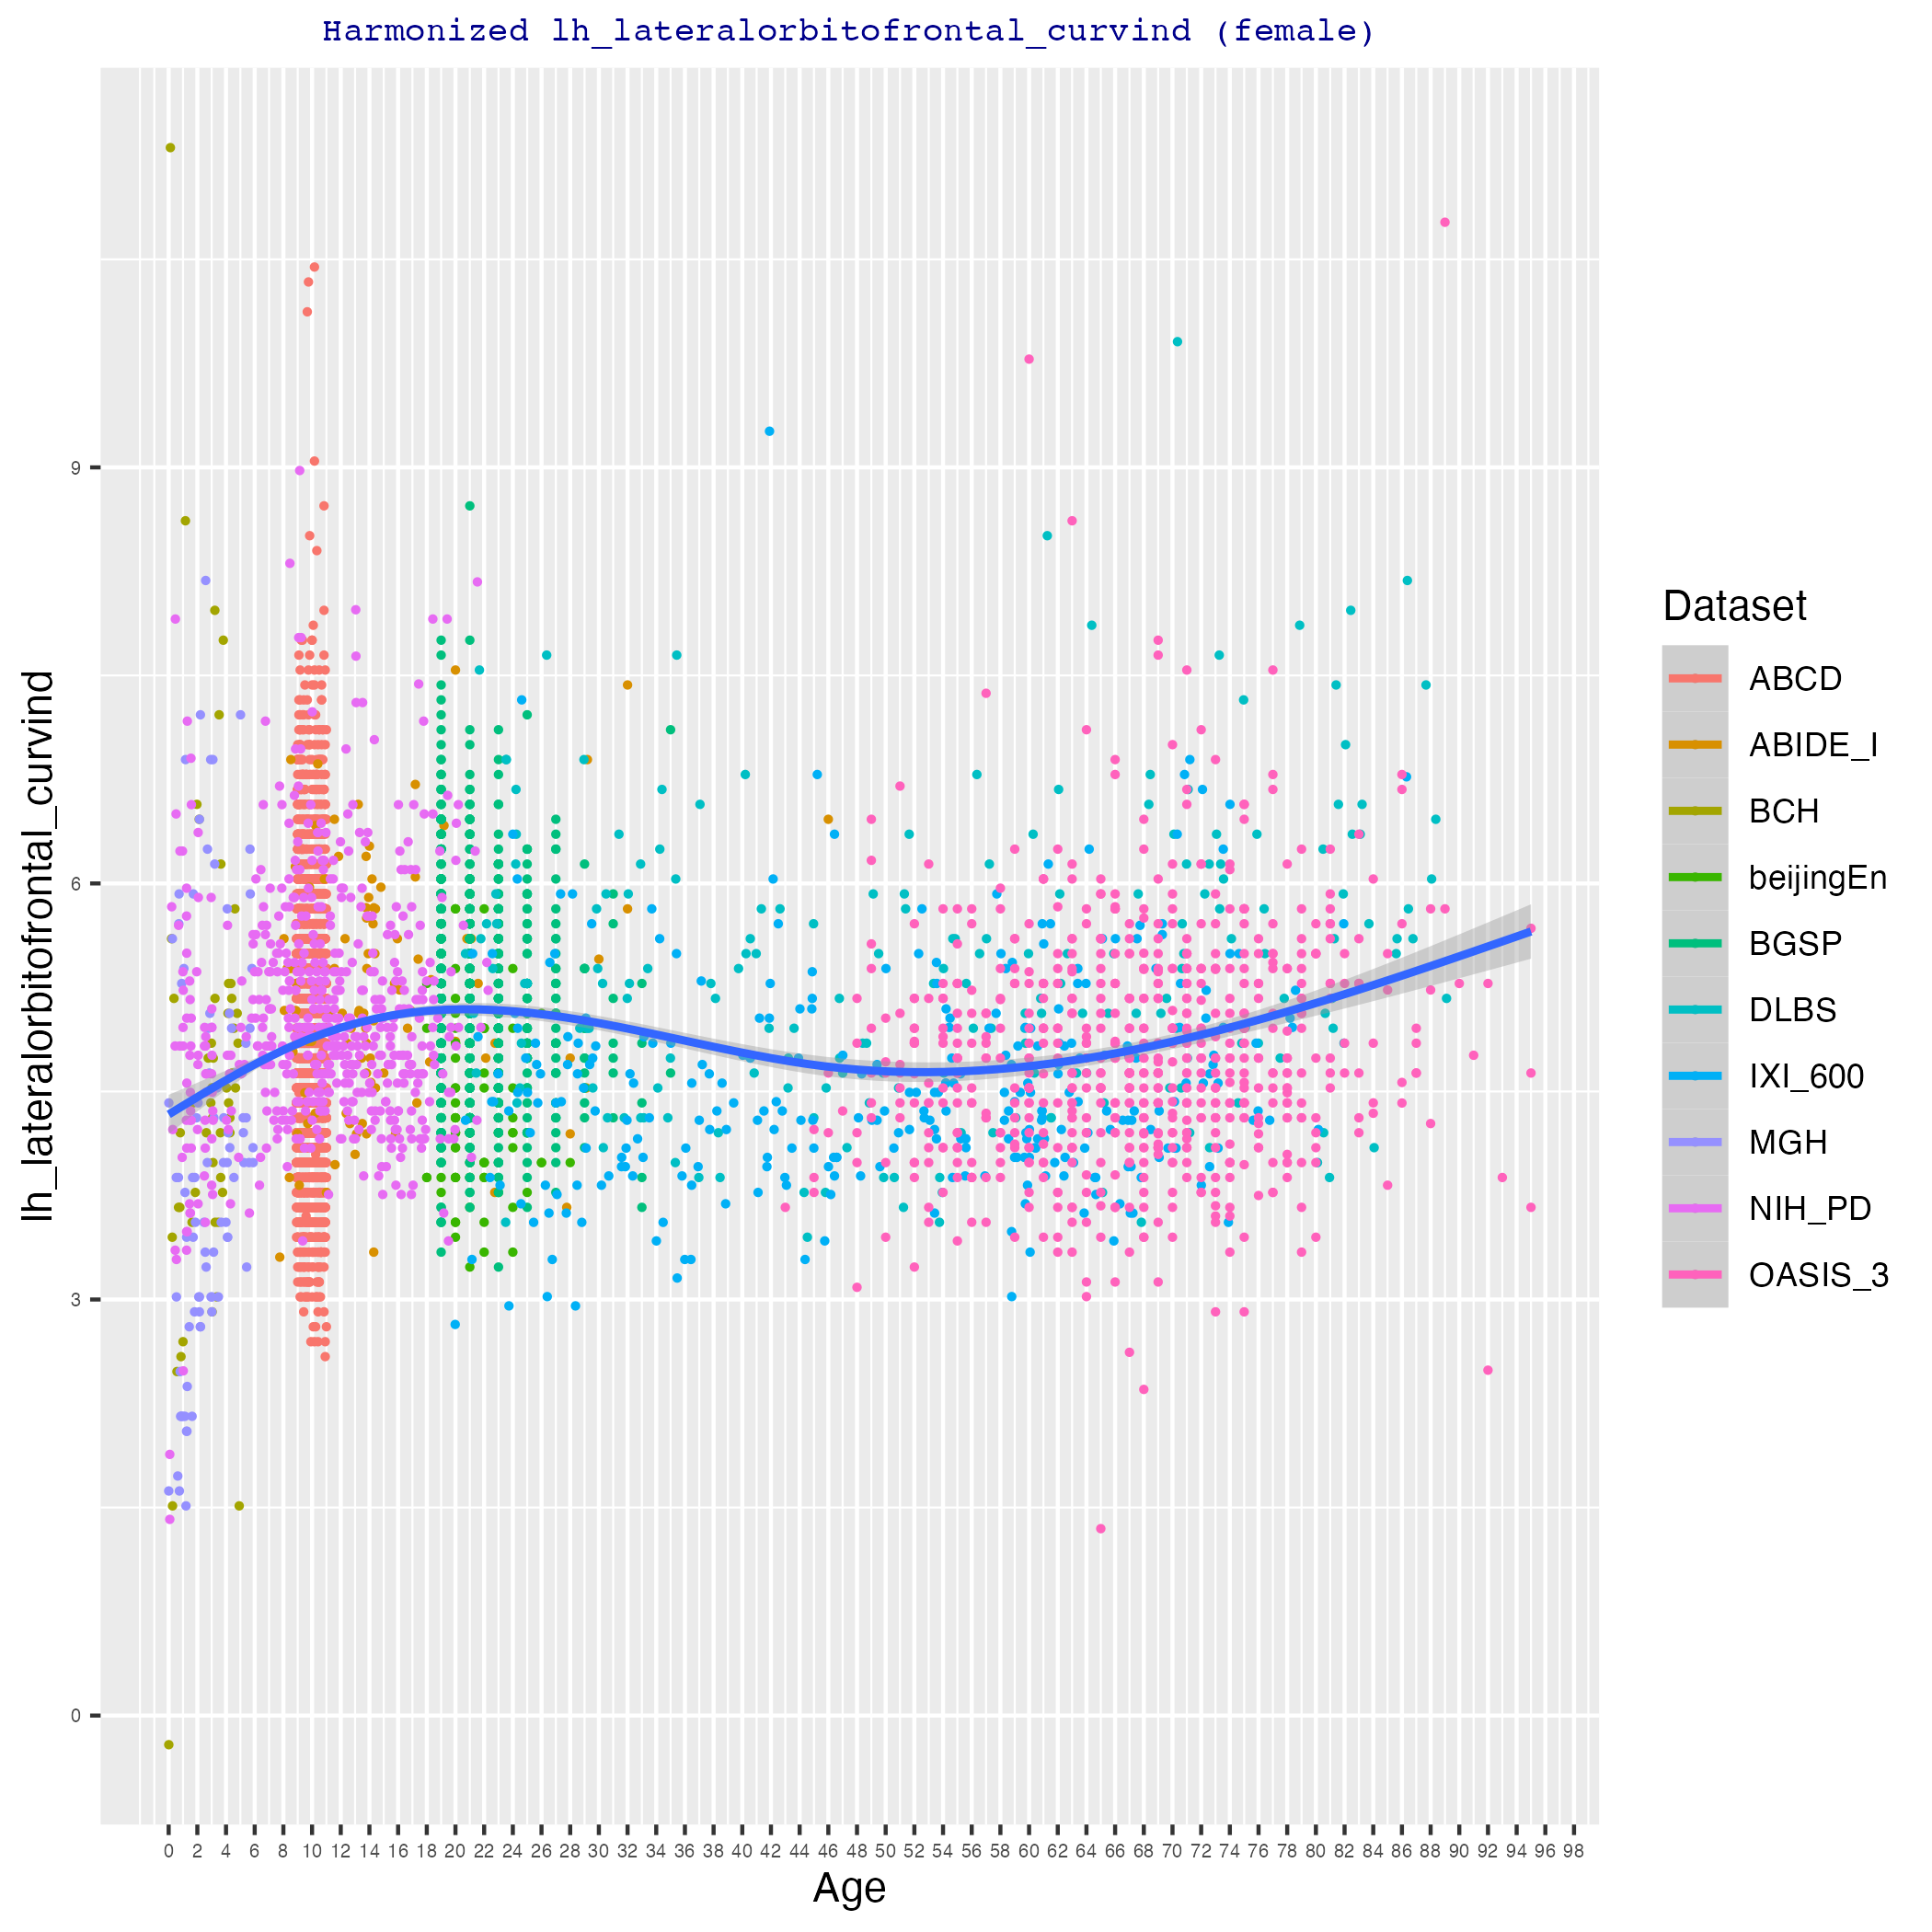 Harmonized lh_lateralorbitofrontal_curvind (female)
lh_lateralorbitofrontal_curvind
9
6
3
0
0 2 4 6 8 10 12 14 16 18 20 22 24 26 28 30 32 34 36 38 40 42 44 46 48 50 52 54 56 58 60 62 64 66 68 70 72 74 76 78 80 82 84 86 88 90 92 94 96 98
Age
Dataset
ABCD
ABIDE_I
BCH
beijingEn
BGSP
DLBS
IXI_600
MGH
NIH_PD
OASIS_3